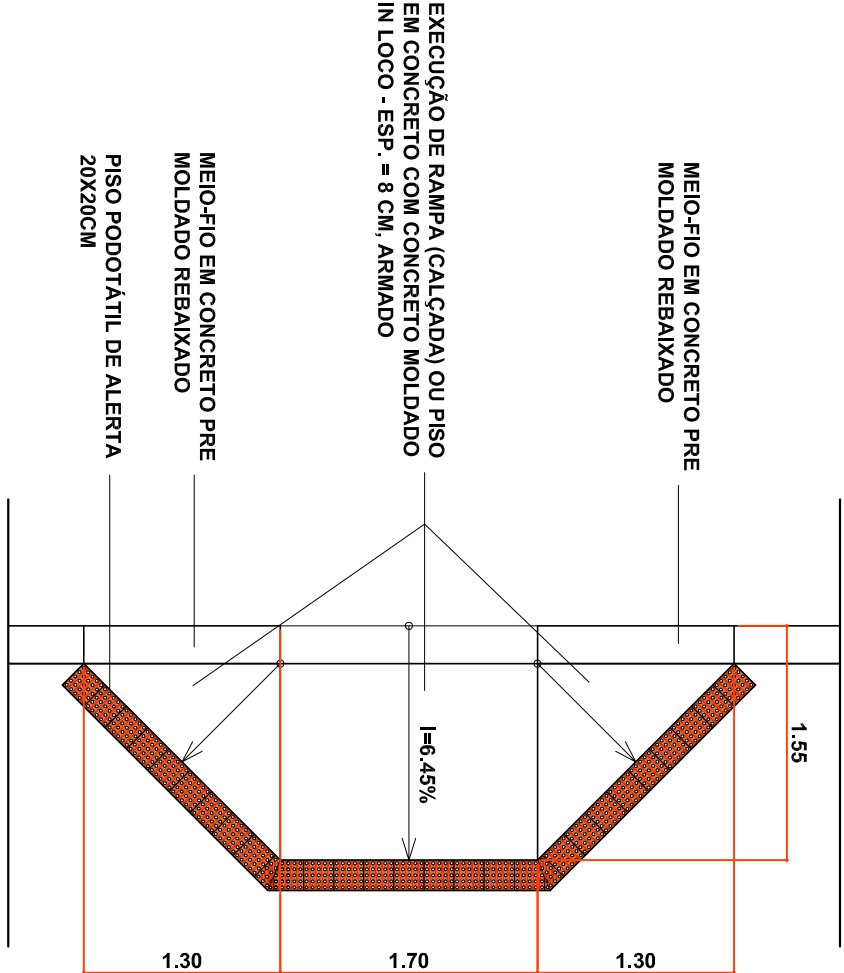 MEIO-FIO EM CONCRETO PRE
MOLDADO REBAIXADO
EXECUÇÃO DE RAMPA (CALÇADA) OU PISO
EM CONCRETO COM CONCRETO MOLDADO
IN LOCO - ESP. = 8 CM, ARMADO
MEIO-FIO EM CONCRETO PRE
MOLDADO REBAIXADO
PISO PODOTÁTIL DE ALERTA
20X20CM
1.55
I=6.45%
1.30
1.70
1.30